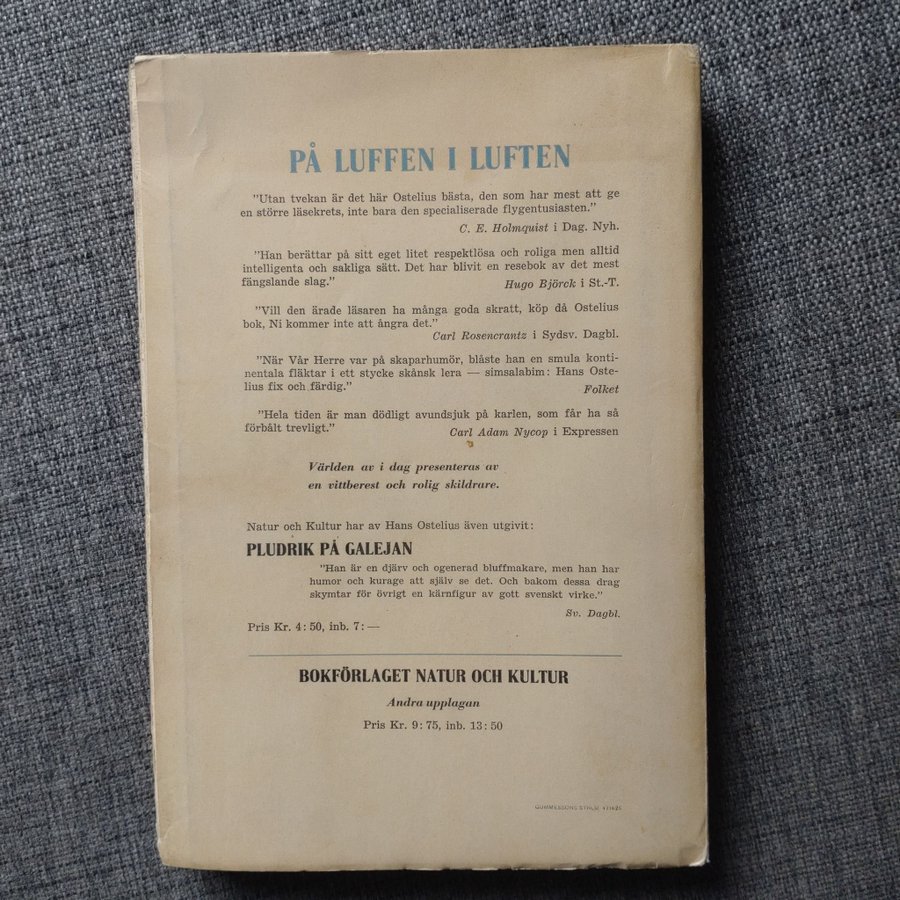 PÅ LUFFEN I LUFTEN
"Utan tvekan är det här Ostelius bästa, den som har mest att ge
en större läsekrets, inte bara den specialiserade flygentusiasten."
C. E. Holmquist i Dag. Nyh.
"Han berättar på sitt eget litet respektlösa och roliga men alltid
intelligenta och sakliga sätt. Det har blivit en resebok av det mest
fängslande slag."
Hugo Björck i St.-T.
"Vill den ärade läsaren ha många goda skratt, köp då Ostelius
bok, Ni kommer inte att ångra det."
Carl Rosencrantz i Sydsv. Dagbl.
"När Vår Herre var på skaparhumör, blåste han en smula konti-
nentala fläktar i ett stycke skånsk lera — simsalabim: Hans Oste-
lius fix och färdig."
Folket
"Hela tiden är man dödligt avundsjuk på karlen, som får ha så
förbålt trevligt."
Carl Adam Nycop i Expressen
Världen av i dag presenteras av
en vittberest och rolig skildrare.
Natur och Kultur har av Hans Ostelius även utgivit:
PLUDRIK PÅ GALEJAN
"Han är en djärv och ogenerad bluffmakare, men han har
humor och kurage att själv se det. Och bakom dessa drag
skymtar för övrigt en kärnfigur av gott svenskt virke."
Sv. Dagbl.
Pris Kr. 4:50, inb. 7:—
BOKFÖRLAGET NATUR OCH KULTUR
Andra upplagan
Pris Kr. 9:75, inb. 13:50
GUMMESSONS STHLM